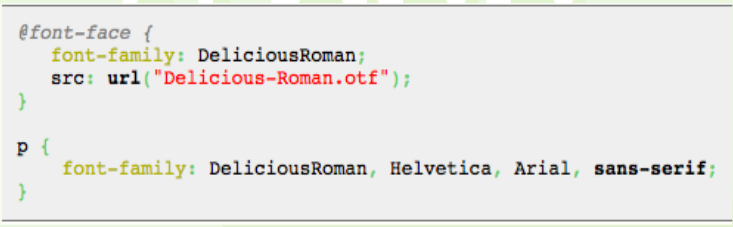 @font-face {
font-family: DeliciousRoman;
src: url("Delicious-Roman.otf");
}
p {
font-family: DeliciousRoman, Helvetica, Arial, sans-serif;
}